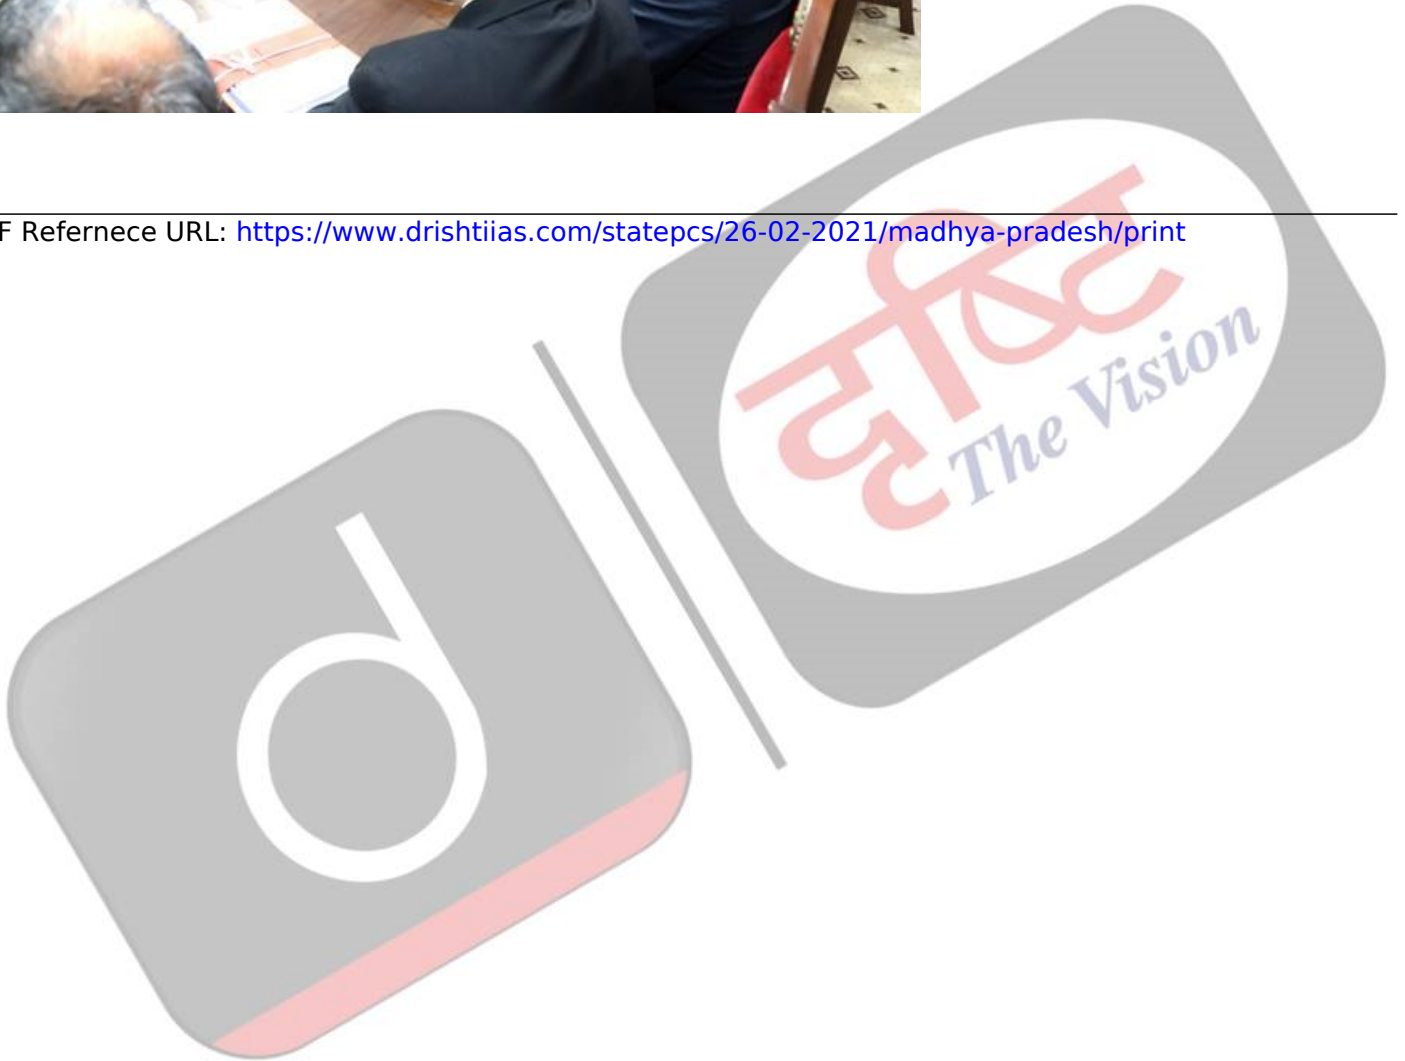 F Refernece URL: https://www.drishtiias.com/statepcs/26-02-2021/madhya-pradesh/print
दृष्टि
The Vision
d